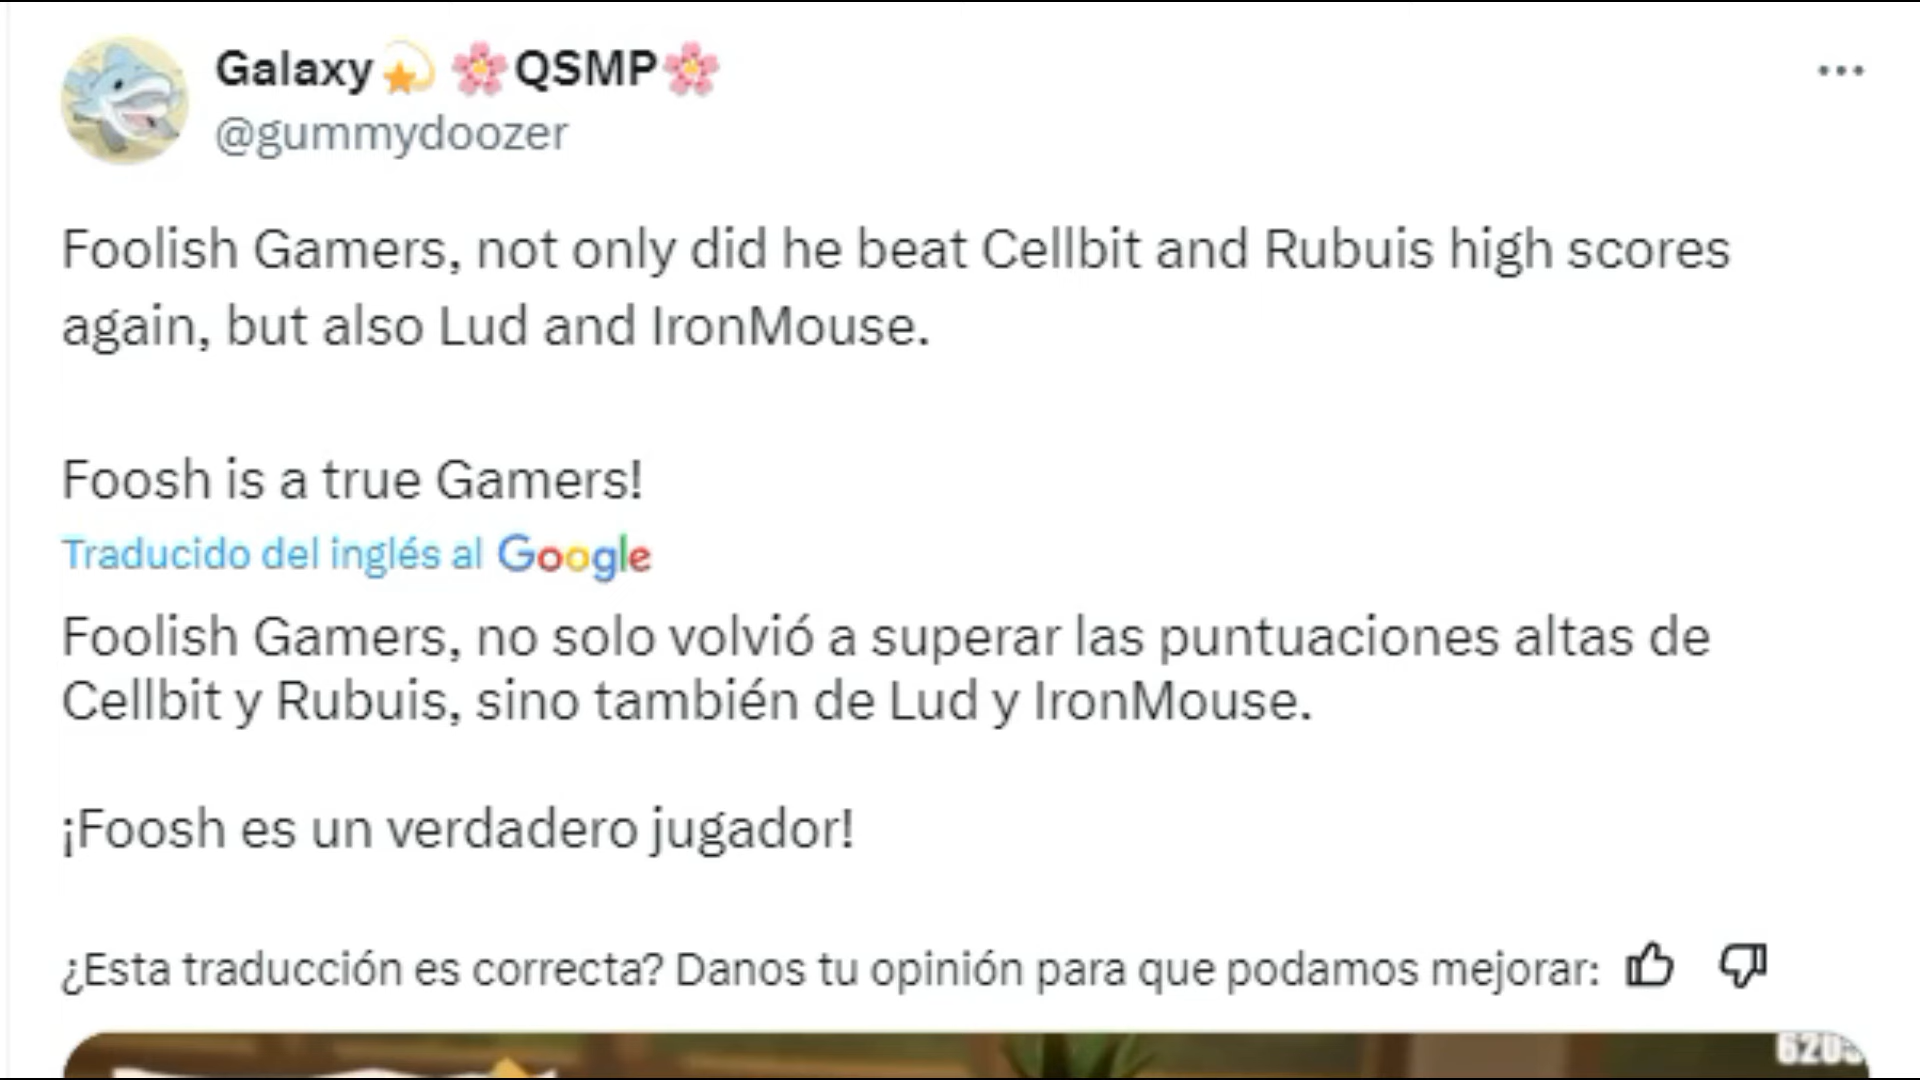 Galaxy💫 🌸QSMP🌸
@gummydoozer
Foolish Gamers, not only did he beat Cellbit and Rubuis high scores
again, but also Lud and IronMouse.
Foosh is a true Gamers!
Traducido del inglés al Google
Foolish Gamers, no solo volvió a superar las puntuaciones altas de
Cellbit y Rubuis, sino también de Lud y IronMouse.
¡Foosh es un verdadero jugador!
¿Esta traducción es correcta? Danos tu opinión para que podamos mejorar: